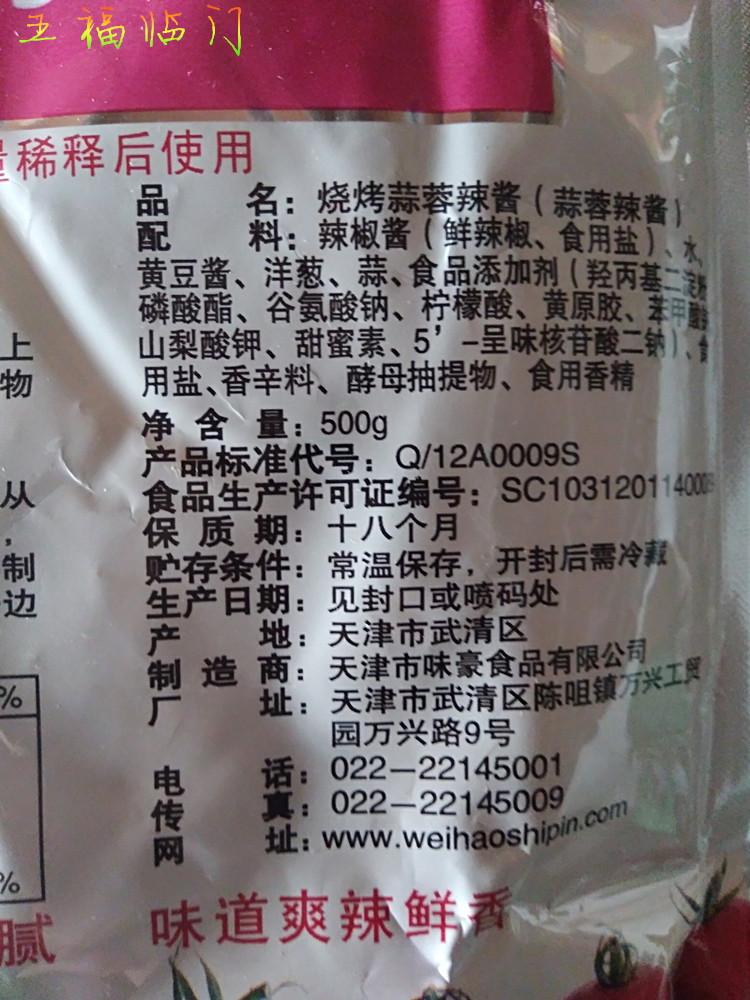 五福临门
稀释后使用
品 名：烧烤蒜蓉辣酱（蒜蓉辣酱）
配 料：辣椒酱（鲜辣椒、食用盐）、水、
黄豆酱、洋葱、蒜、食品添加剂（羟丙基二淀粉
磷酸酯、谷氨酸钠、柠檬酸、黄原胶、苯甲酸钠
山梨酸钾、甜蜜素、5’-呈味核苷酸二钠）、食
用盐、香辛料、酵母抽提物、食用香精
净 含 量：500g
产品标准代号：Q/12A0009S
食品生产许可证编号：
保 质 期：十八个月
贮存条件：常温保存，开封后需冷藏
生产日期：见封口或喷码处
产 地：天津市武清区
制 造 商：天津市味豪食品有限公司
厂 址：天津市武清区陈咀镇万兴工贸
园万兴路9号
电 话：022-22145001
传 真：022-22145009
网 址：www.weihaoshipin.com
味道爽辣鲜香
上
物
从
，
制
边
%
%
腻